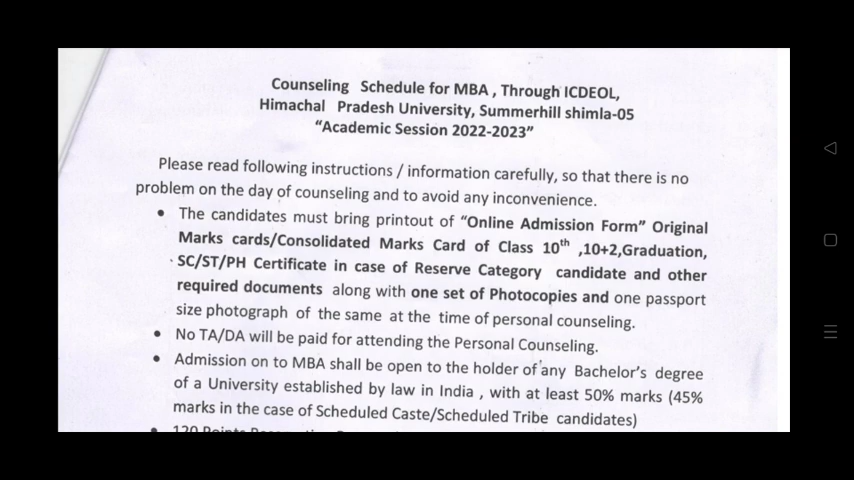 Counseling Schedule for MBA , Through ICDEOL,
Himachal Pradesh University, Summerhill shimla-05
“Academic Session 2022-2023”
Please read following instructions / information carefully, so that there is no
problem on the day of counseling and to avoid any inconvenience.
• The candidates must bring printout of “Online Admission Form” Original
Marks cards/Consolidated Marks Card of Class 10th ,10+2,Graduation,
SC/ST/PH Certificate in case of Reserve Category candidate and other
required documents along with one set of Photocopies and one passport
size photograph of the same at the time of personal counseling.
• No TA/DA will be paid for attending the Personal Counseling.
• Admission on to MBA shall be open to the holder of any Bachelor's degree
of a University established by law in India , with at least 50% marks (45%
marks in the case of Scheduled Caste/Scheduled Tribe candidates)
• 120 Points